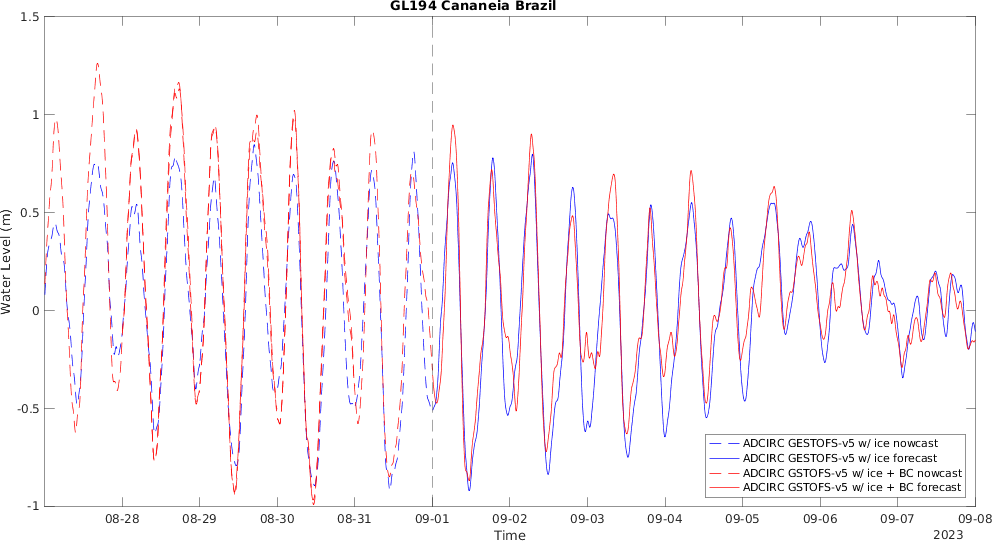 GL194 Cananeia Brazil
1.5
1
0.5
0
-0.5
-1
Water Level (m)
08-28 08-29 08-30 08-31 09-01 09-02 09-03 09-04 09-05 09-06 09-07 09-08
Time
2023
ADCIRC GESTOFS-v5 w/ ice nowcast
ADCIRC GESTOFS-v5 w/ ice forecast
ADCIRC GSTOFS-v5 w/ ice + BC nowcast
ADCIRC GSTOFS-v5 w/ ice + BC forecast